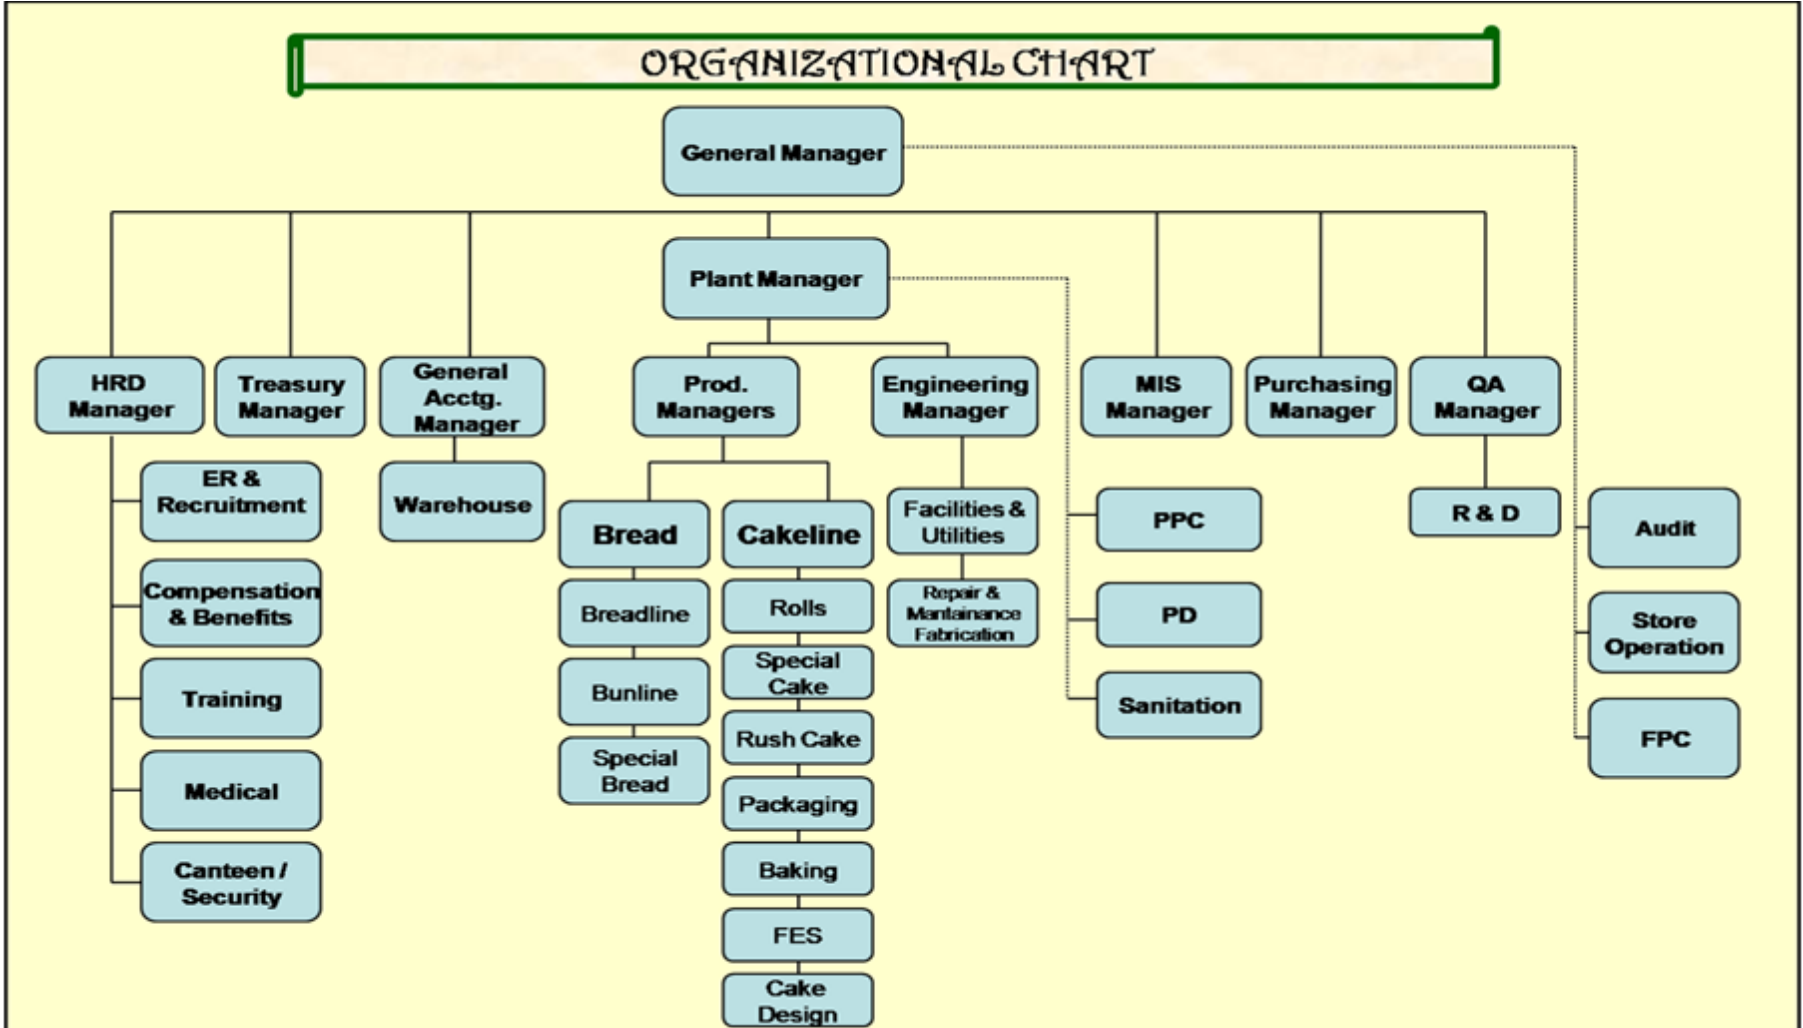 ORGANIZATIONAL CHART
General Manager
Plant Manager
HRD
Manager
Treasury
Manager
General
Acctg.
Manager
Prod.
Managers
Engineering
Manager
MIS
Manager
Purchasing
Manager
QA
Manager
ER &
Recruitment
Compensation
& Benefits
Training
Medical
Canteen /
Security
Warehouse
Bread
Breadline
Bunline
Special
Bread
Cakeline
Rolls
Special
Cake
Rush Cake
Packaging
Baking
FES
Cake
Design
Facilities &
Utilities
Repair &
Mantainance
Fabrication
PPC
PD
Sanitation
R & D
Audit
Store
Operation
FPC